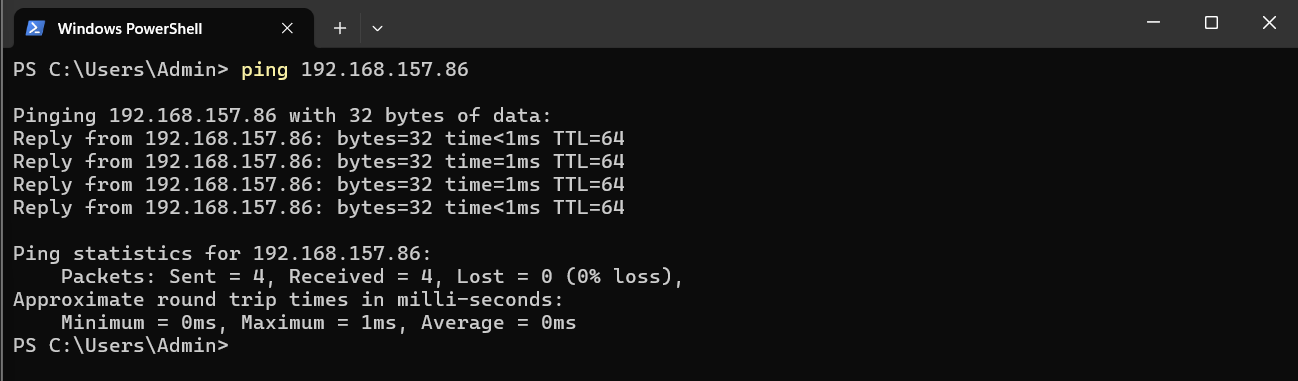 Windows PowerShell
PS C:\Users\Admin> ping 192.168.157.86
Pinging 192.168.157.86 with 32 bytes of data:
Reply from 192.168.157.86: bytes=32 time<1ms TTL=64
Reply from 192.168.157.86: bytes=32 time=1ms TTL=64
Reply from 192.168.157.86: bytes=32 time=1ms TTL=64
Reply from 192.168.157.86: bytes=32 time<1ms TTL=64
Ping statistics for 192.168.157.86:
    Packets: Sent = 4, Received = 4, Lost = 0 (0% loss),
Approximate round trip times in milli-seconds:
    Minimum = 0ms, Maximum = 1ms, Average = 0ms
PS C:\Users\Admin>